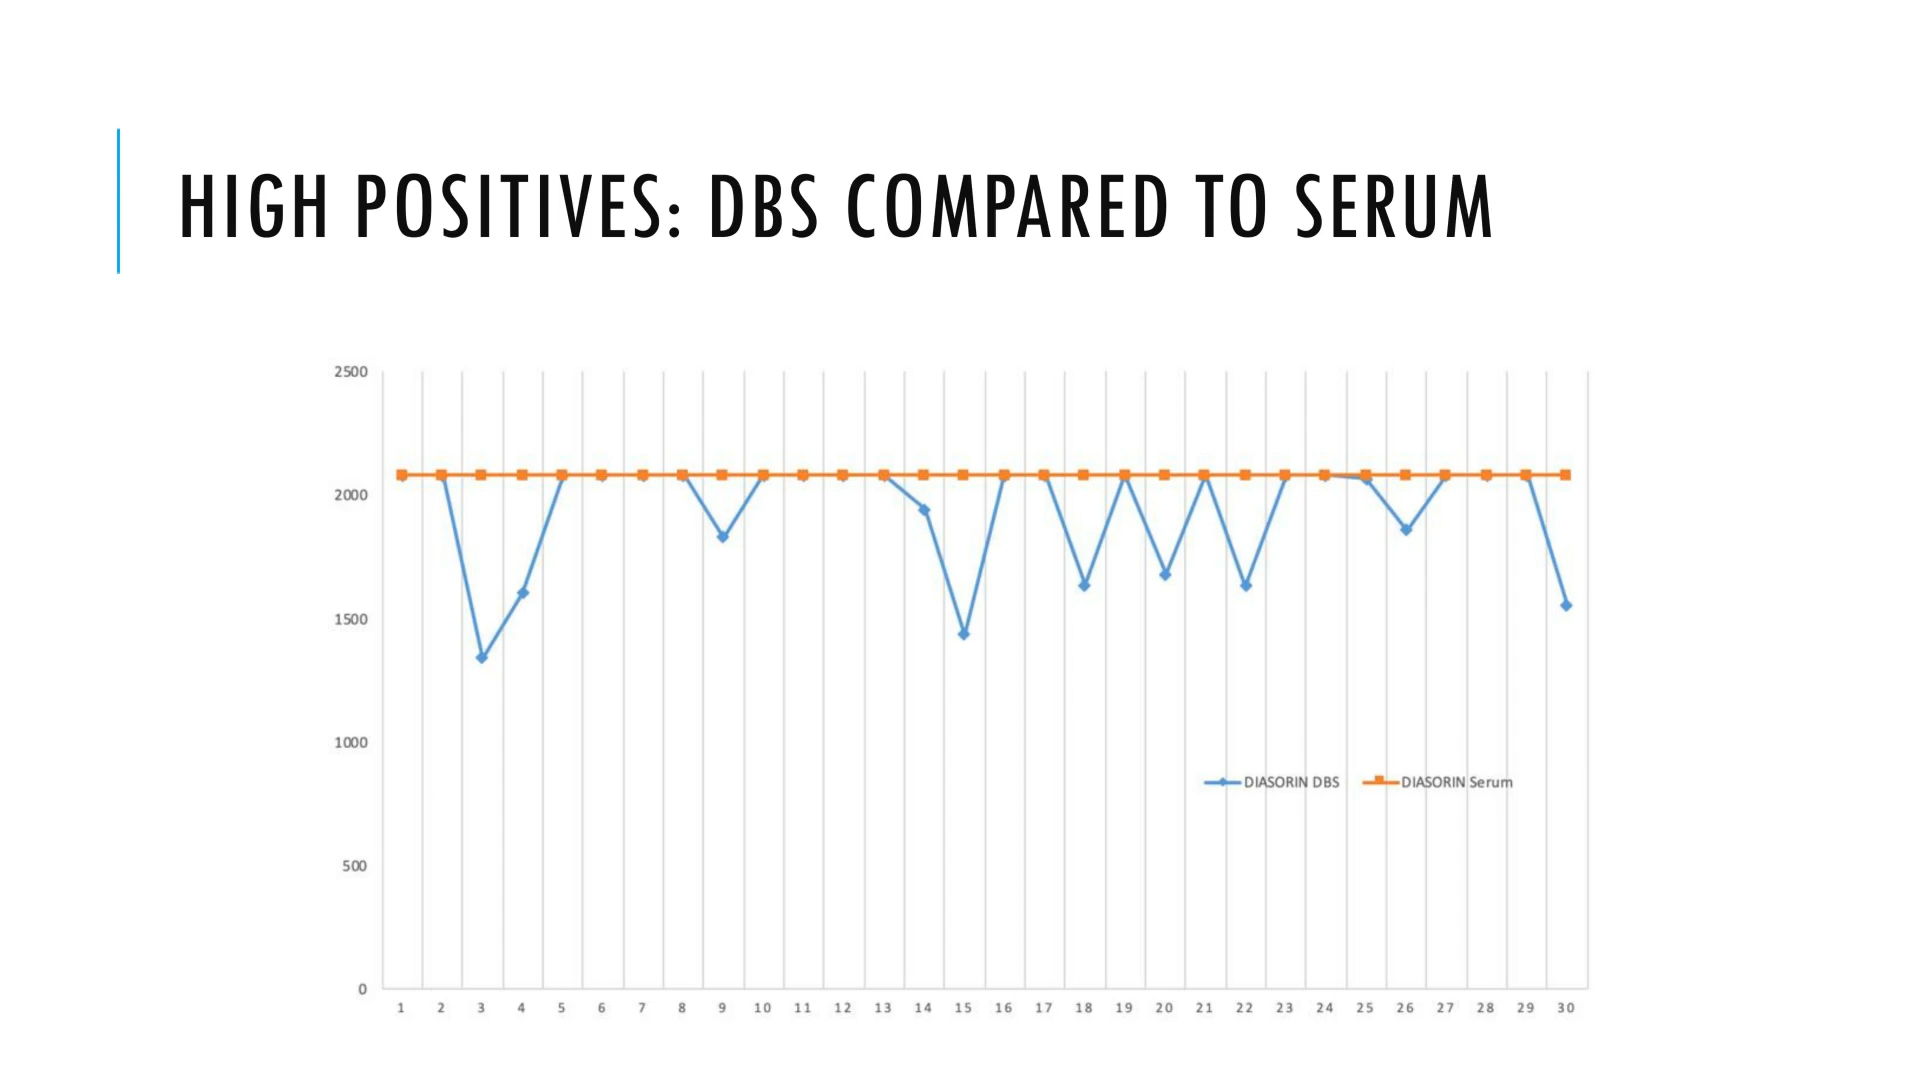 HIGH POSITIVES: DBS COMPARED TO SERUM
2500
2000
1500
1000
500
0
DIASORIN DBS DIASORIN Serum
1 2 3 4 5 6 7 8 9 10 11 12 13 14 15 16 17 18 19 20 21 22 23 24 25 26 27 28 29 30